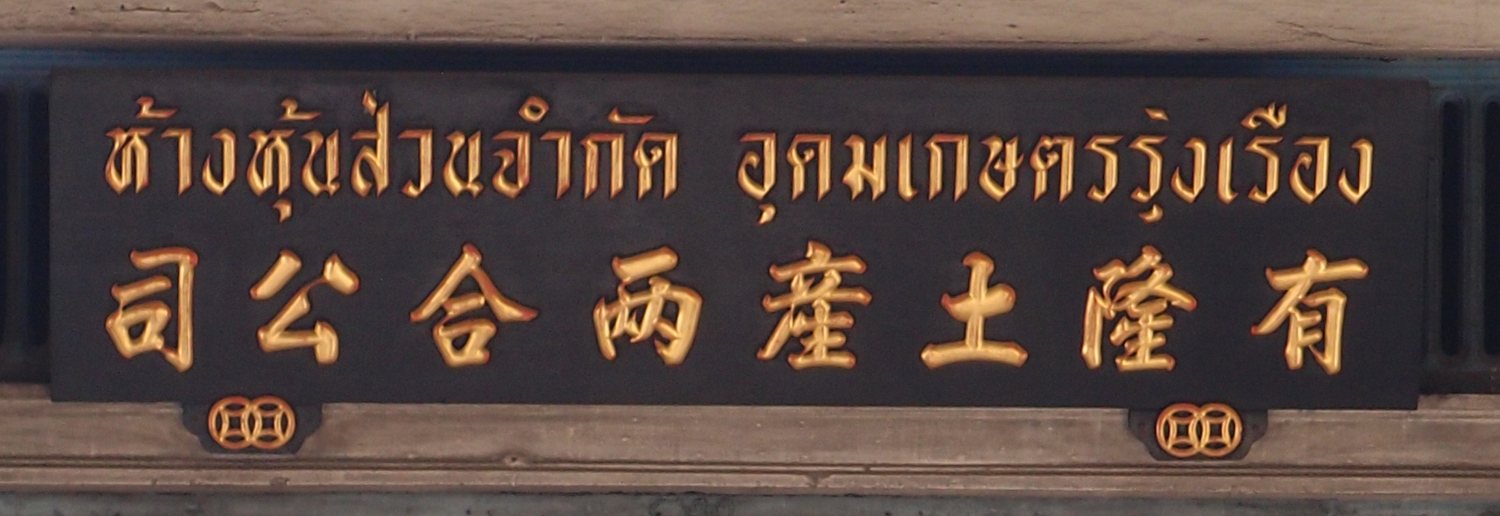 ห้างหุ้นส่วนจำกัด อุดมเกษตรรุ่งเรือง
有隆土產兩合公司